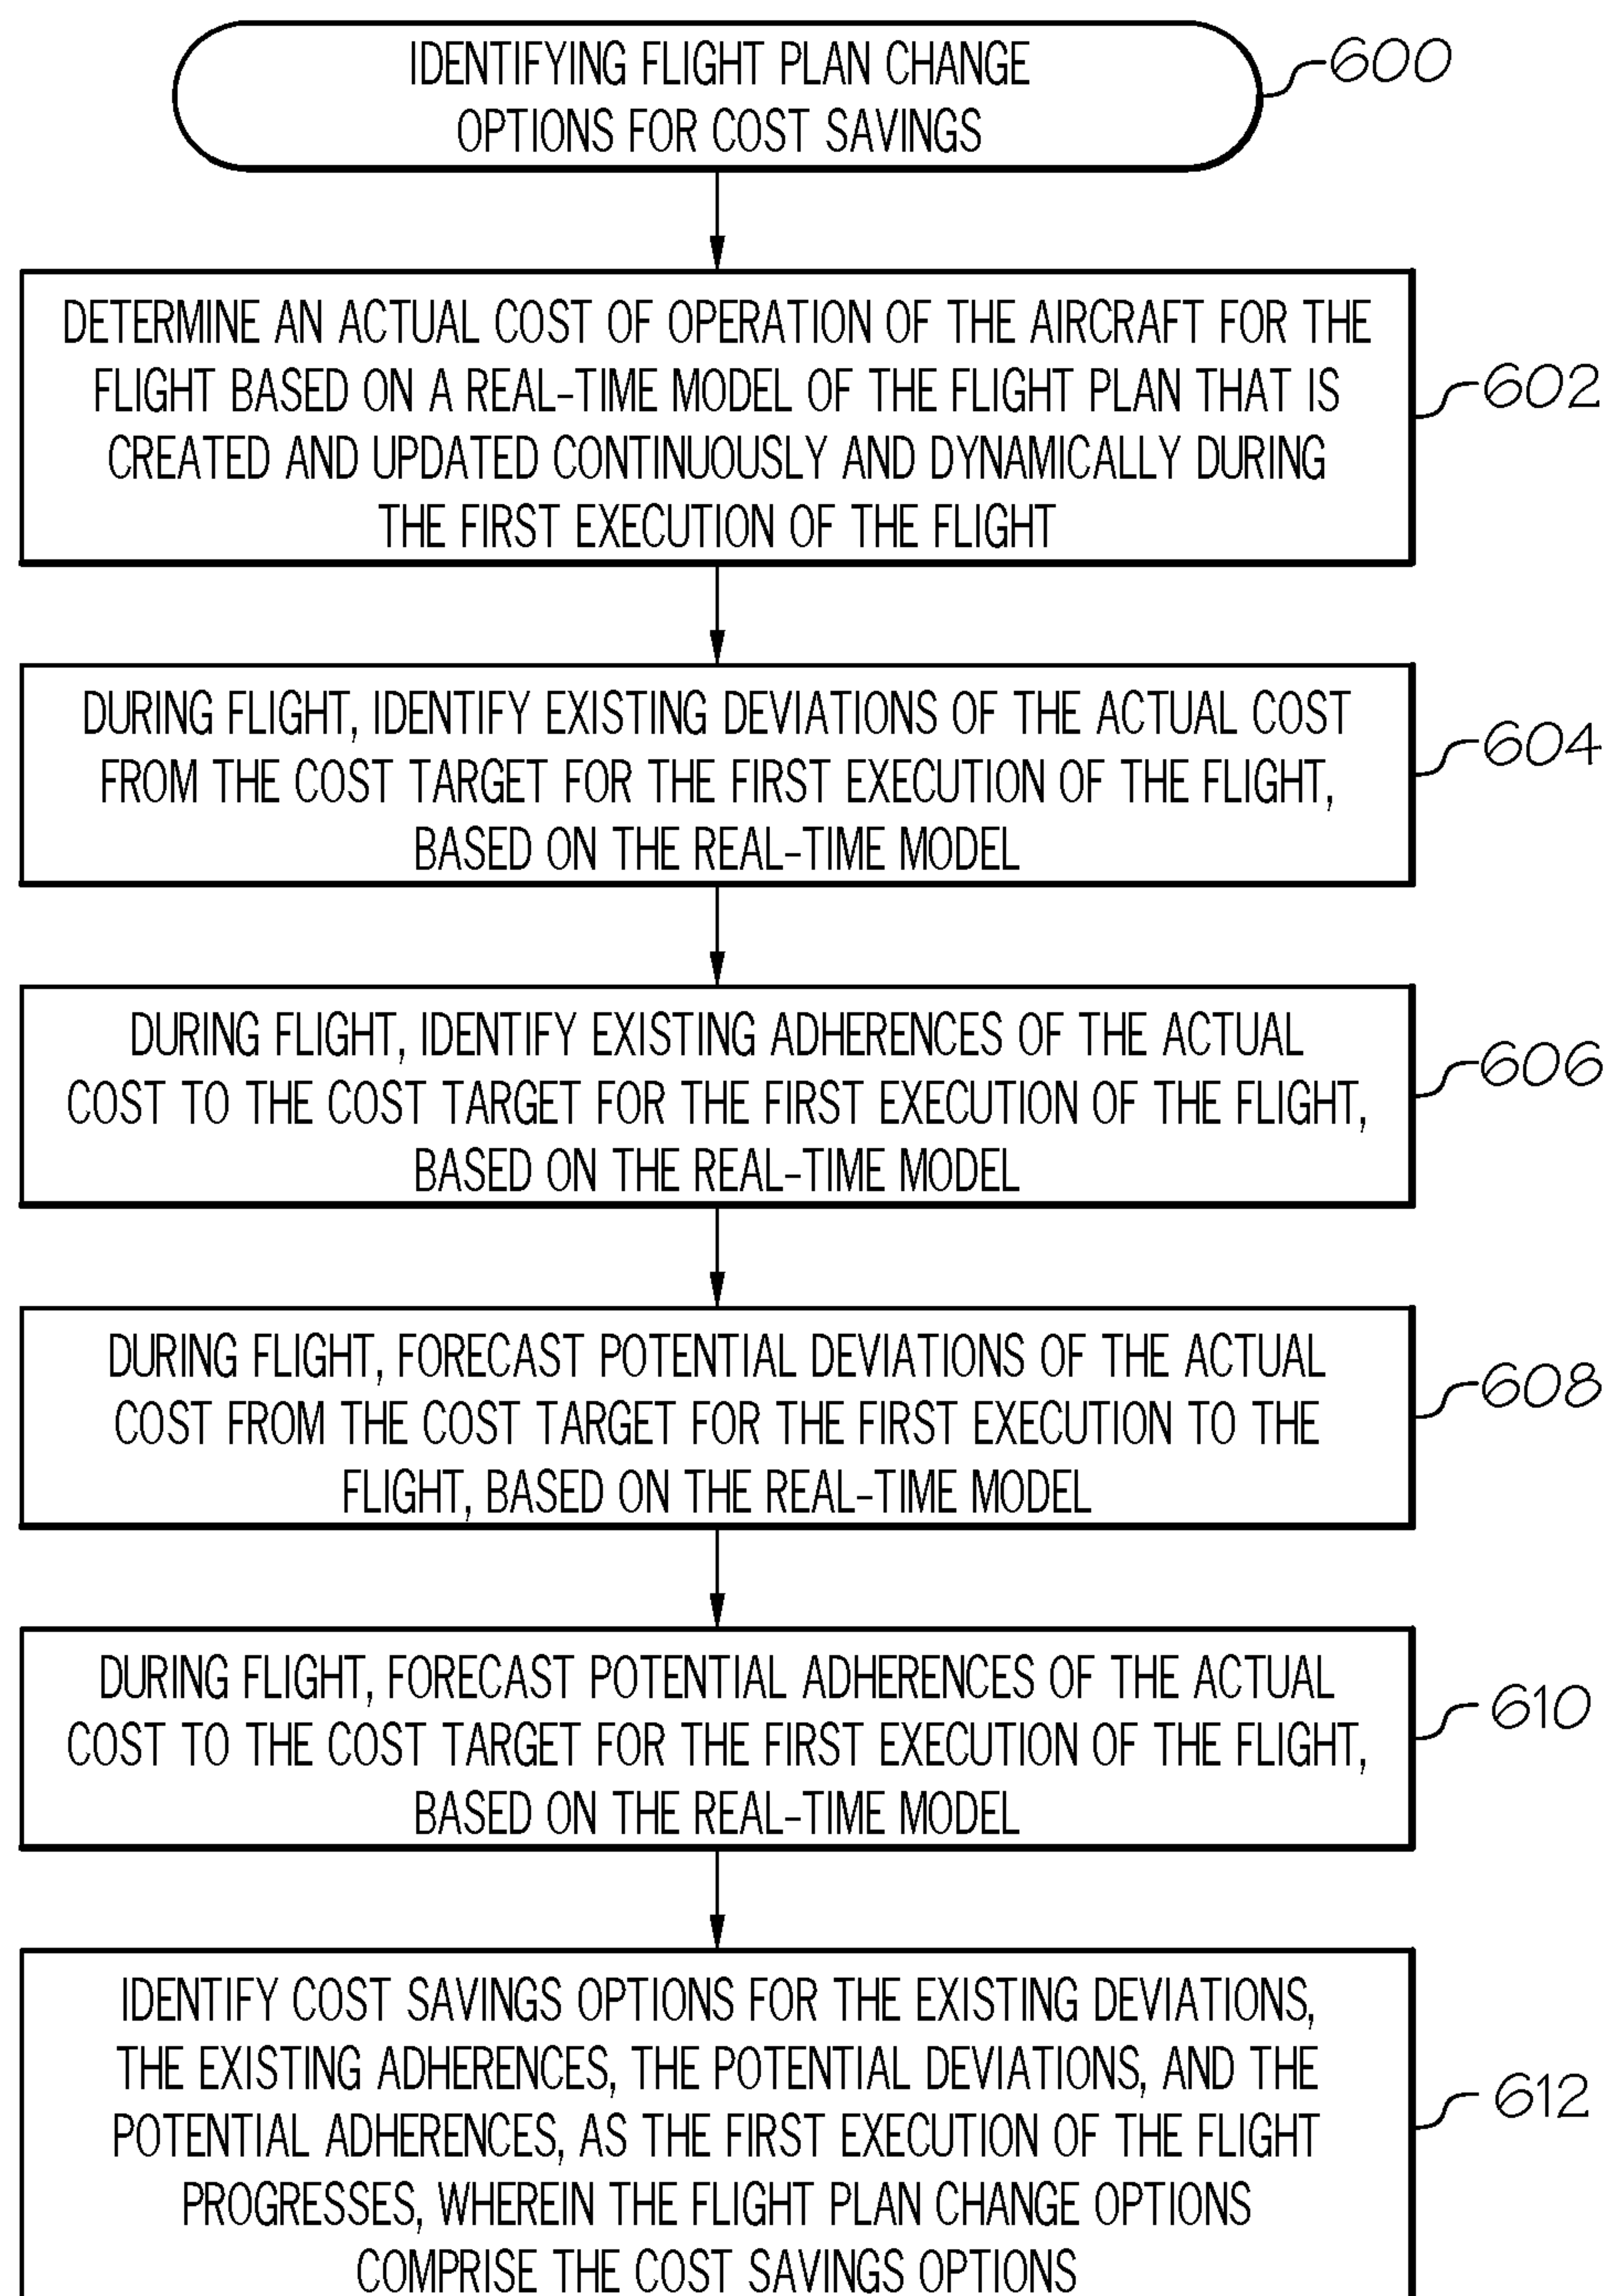 IDENTIFYING FLIGHT PLAN CHANGE
OPTIONS FOR COST SAVINGS
600
DETERMINE AN ACTUAL COST OF OPERATION OF THE AIRCRAFT FOR THE
FLIGHT BASED ON A REAL-TIME MODEL OF THE FLIGHT PLAN THAT IS
CREATED AND UPDATED CONTINUOUSLY AND DYNAMICALLY DURING
THE FIRST EXECUTION OF THE FLIGHT
602
DURING FLIGHT, IDENTIFY EXISTING DEVIATIONS OF THE ACTUAL COST
FROM THE COST TARGET FOR THE FIRST EXECUTION OF THE FLIGHT,
BASED ON THE REAL-TIME MODEL
604
DURING FLIGHT, IDENTIFY EXISTING ADHERENCES OF THE ACTUAL
COST TO THE COST TARGET FOR THE FIRST EXECUTION OF THE FLIGHT,
BASED ON THE REAL-TIME MODEL
606
DURING FLIGHT, FORECAST POTENTIAL DEVIATIONS OF THE ACTUAL
COST FROM THE COST TARGET FOR THE FIRST EXECUTION TO THE
FLIGHT, BASED ON THE REAL-TIME MODEL
608
DURING FLIGHT, FORECAST POTENTIAL ADHERENCES OF THE ACTUAL
COST TO THE COST TARGET FOR THE FIRST EXECUTION OF THE FLIGHT,
BASED ON THE REAL-TIME MODEL
610
IDENTIFY COST SAVINGS OPTIONS FOR THE EXISTING DEVIATIONS,
THE EXISTING ADHERENCES, THE POTENTIAL DEVIATIONS, AND THE
POTENTIAL ADHERENCES, AS THE FIRST EXECUTION OF THE FLIGHT
PROGRESSES, WHEREIN THE FLIGHT PLAN CHANGE OPTIONS
COMPRISE THE COST SAVINGS OPTIONS
612